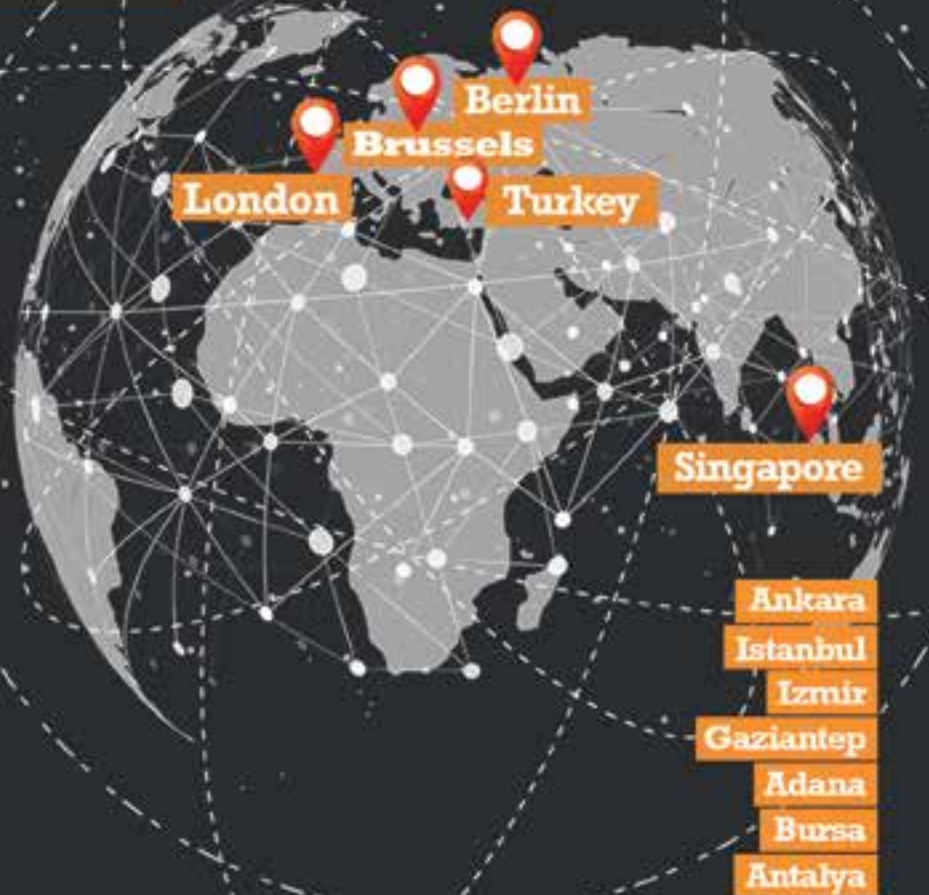 Berlin
Brussels
London
Turkey
Singapore
Ankara
Istanbul
Izmir
Gaziantep
Adana
Bursa
Antalya